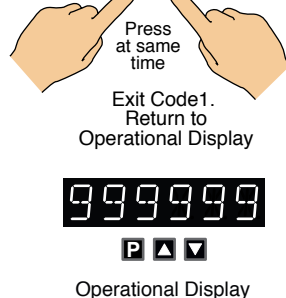 Press
at same
time
Exit Code1.
Return to
Operational Display
999999
P
Operational Display